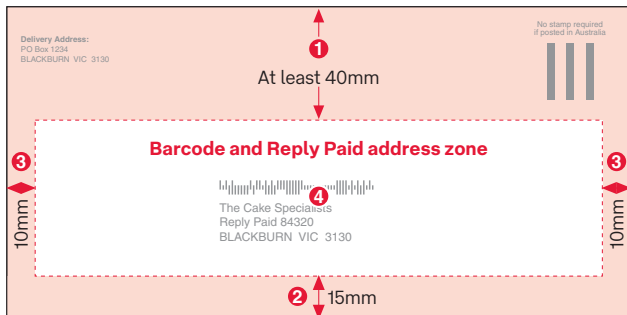 Delivery Address:
PO Box 1234
BLACKBURN VIC 3130
No stamp required
if posted in Australia
1
At least 40mm
Barcode and Reply Paid address zone
3
3
10mm
10mm
4
The Cake Specialists
Reply Paid 84320
BLACKBURN VIC 3130
2
15mm